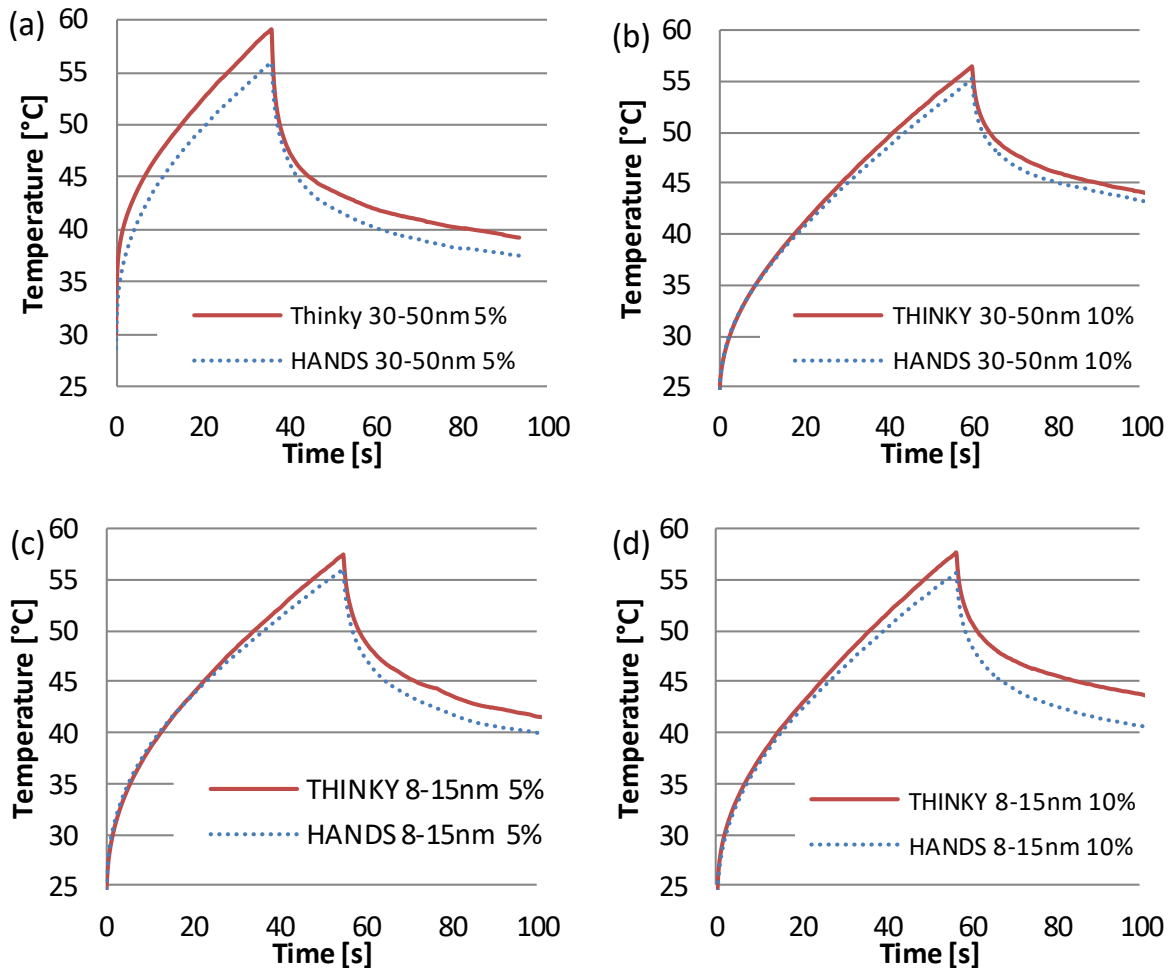 (a)
60
55
50
45
40
35
30
25
Temperature [°C]
Thinky 30-50nm 5%
HANDS 30-50nm 5%
0 20 40 60 80 100
Time [s]
(b)
60
55
50
45
40
35
30
25
Temperature [°C]
THINKY 30-50nm 10%
HANDS 30-50nm 10%
0 20 40 60 80 100
Time [s]
(c)
60
55
50
45
40
35
30
25
Temperature [°C]
THINKY 8-15nm 5%
HANDS 8-15nm 5%
0 20 40 60 80 100
Time [s]
(d)
60
55
50
45
40
35
30
25
Temperature [°C]
THINKY 8-15nm 10%
HANDS 8-15nm 10%
0 20 40 60 80 100
Time [s]